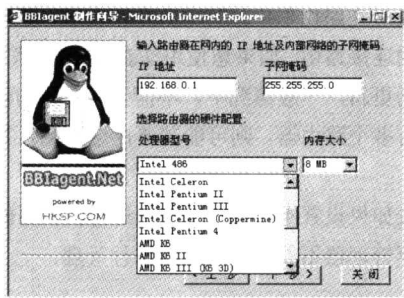 BBIagent 制作向导 - Microsoft Internet Explorer
输入路由器在网内的 IP 地址及内部网络的子网掩码.
IP 地址 子网掩码
192.168.0.1 255.255.255.0
选择路由器的硬件配置.
处理器型号 内存大小
Intel 486 8 MB
Intel Celeron
Intel Pentium II
Intel Pentium III
Intel Celeron (Coppermine)
Intel Pentium 4
AMD K6
AMD K6 II
AMD K6 III (K6 3D)
BBIagent.Net
powered by
HKSP.COM
关闭